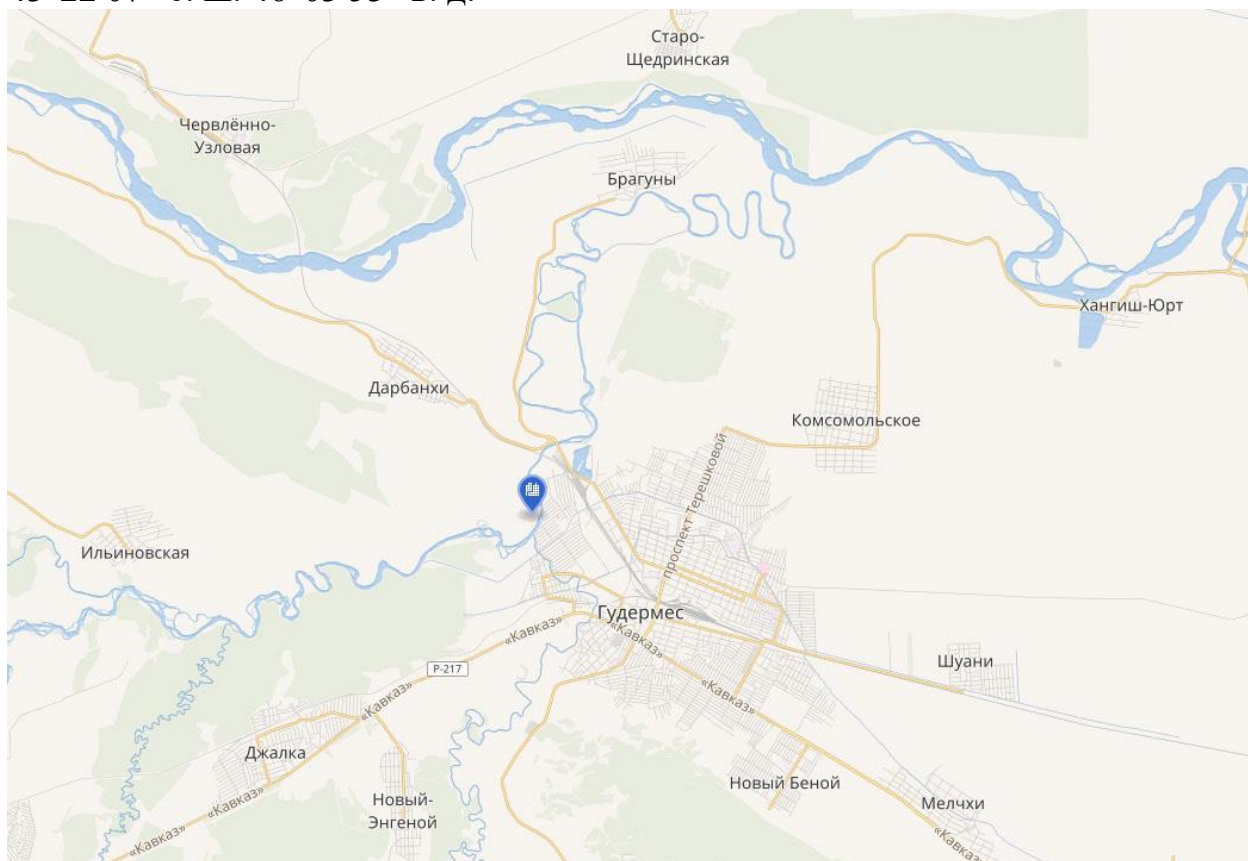 Старо-
Щедринская
Червлённо-
Узловая
Брагуны
Хангиш-Юрт
Дарбанхи
Комсомольское
проспект Терешковой
Ильиновская
Гудермес
«Кавказ»
«Кавказ»
Р-217
Шуани
«Кавказ»
«Кавказ»
Джалка
Новый Беной
Новый-
Энгеной
Мелчхи
«Кавказ»
«Кавказ»